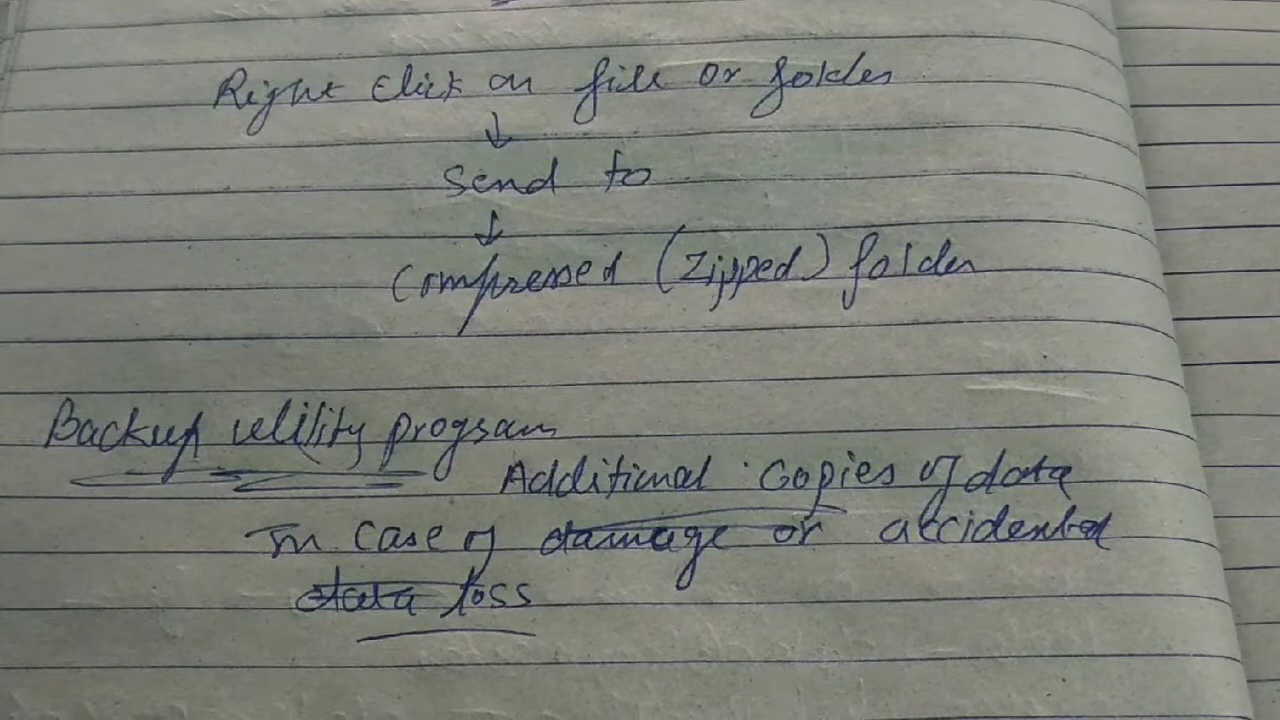 Right click on file or folder
↓
Send to
↓
Compressed (Zipped) folder
Backup utility program
Additional copies of data
In case of damage or accidental
data loss